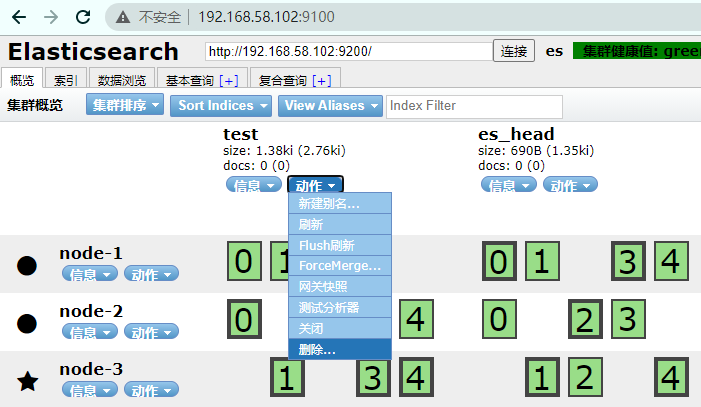 不安全 192.168.58.102:9100
Elasticsearch http://192.168.58.102:9200/ 连接 es 集群健康值: gree
概览 索引 数据浏览 基本查询 [+] 复合查询 [+]
集群概览 集群排序 Sort Indices View Aliases Index Filter
test es_head
size: 1.38ki (2.76ki) size: 690B (1.35ki)
docs: 0 (0) docs: 0 (0)
信息 动作 信息 动作
新建别名...
刷新
Flush刷新
ForceMerge...
网关快照
测试分析器
关闭
删除...
node-1 0 1 0 1 3 4
信息 动作
node-2 0 4 0 2 3
信息 动作
node-3 1 3 4 1 2 4
信息 动作